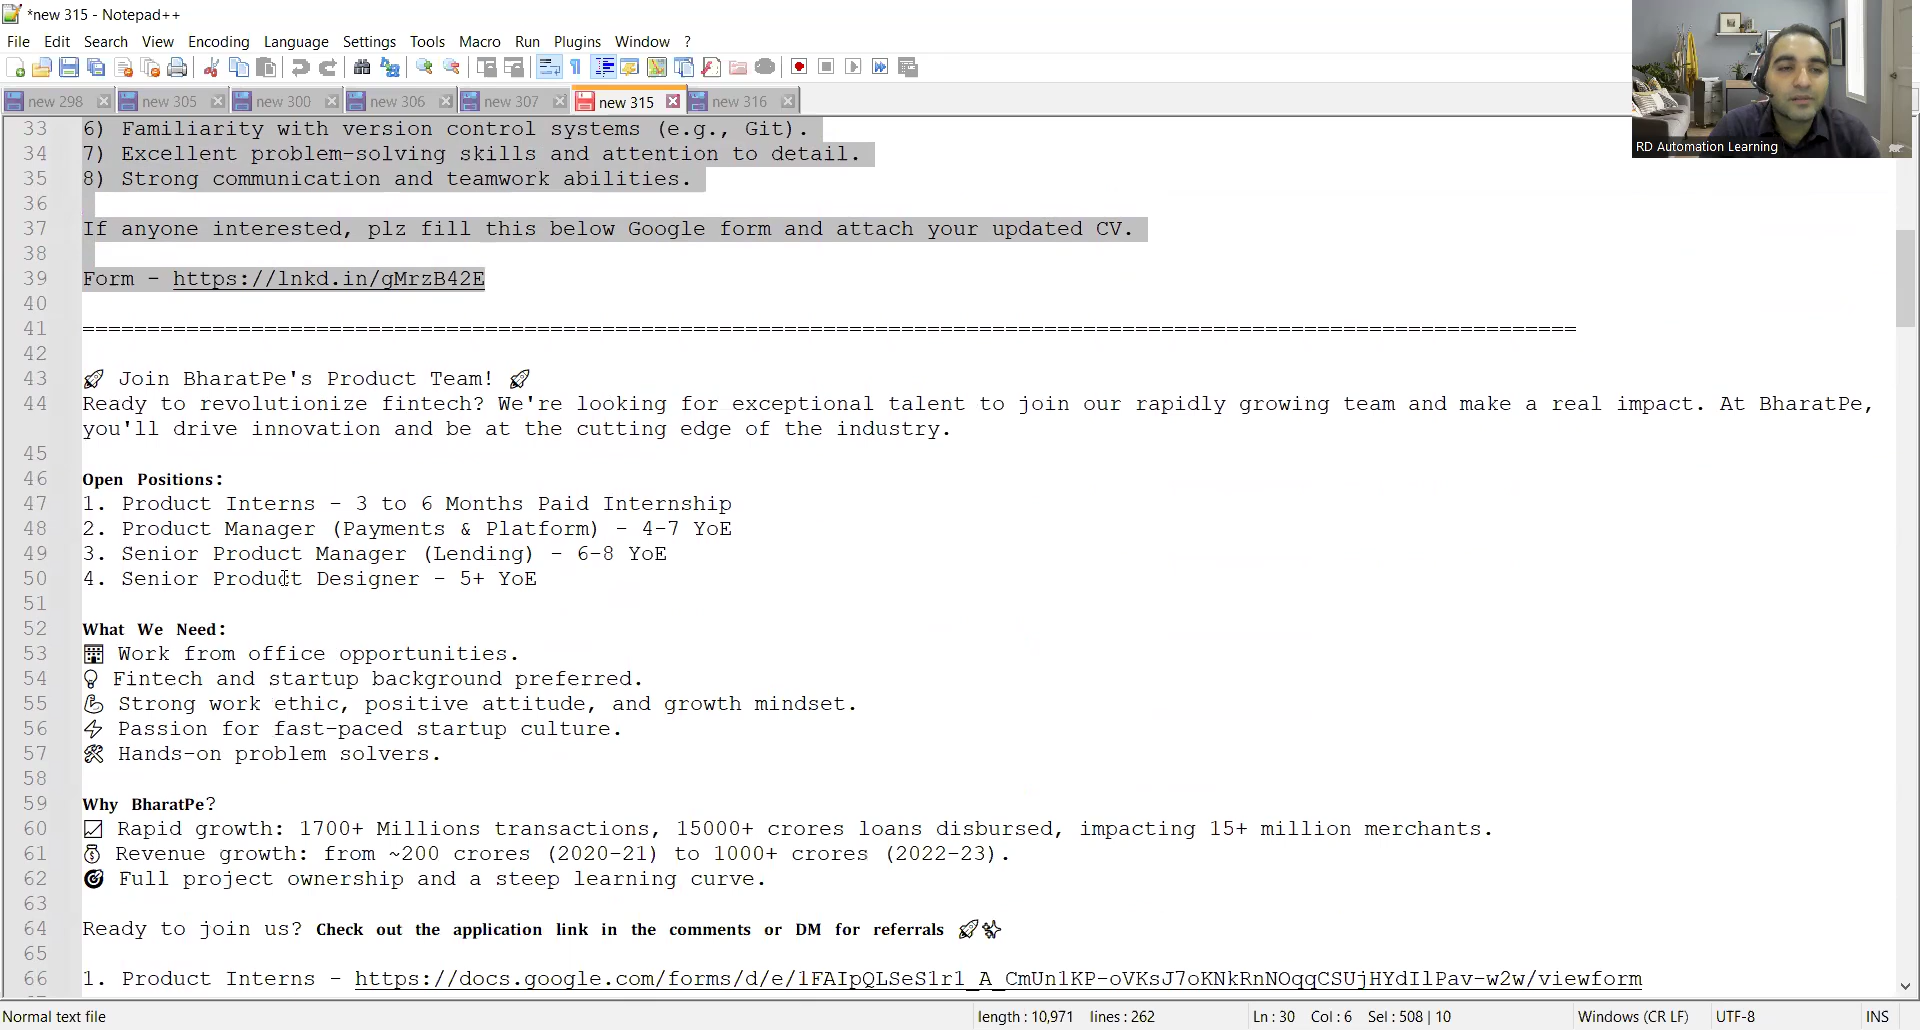 *new 315 - Notepad++
File Edit Search View Encoding Language Settings Tools Macro Run Plugins Window ?
new 298 new 305 new 300 new 306 new 307 new 315 new 316
RD Automation Learning
33 6) Familiarity with version control systems (e.g., Git).
34 7) Excellent problem-solving skills and attention to detail.
35 8) Strong communication and teamwork abilities.
36
37 If anyone interested, plz fill this below Google form and attach your updated CV.
38
39 Form - https://lnkd.in/gMrzB42E
40
41 ===================================================================================================================
42
43 🚀 Join BharatPe's Product Team! 🚀
44 Ready to revolutionize fintech? We're looking for exceptional talent to join our rapidly growing team and make a real impact. At BharatPe,
you'll drive innovation and be at the cutting edge of the industry.
45
46 Open Positions:
47 1. Product Interns - 3 to 6 Months Paid Internship
48 2. Product Manager (Payments & Platform) - 4-7 YoE
49 3. Senior Product Manager (Lending) - 6-8 YoE
50 4. Senior Product Designer - 5+ YoE
51
52 What We Need:
53 🏢 Work from office opportunities.
54 💡 Fintech and startup background preferred.
55 💪 Strong work ethic, positive attitude, and growth mindset.
56 ⚡ Passion for fast-paced startup culture.
57 🛠 Hands-on problem solvers.
58
59 Why BharatPe?
60 📈 Rapid growth: 1700+ Millions transactions, 15000+ crores loans disbursed, impacting 15+ million merchants.
61 💰 Revenue growth: from ~200 crores (2020-21) to 1000+ crores (2022-23).
62 🎯 Full project ownership and a steep learning curve.
63
64 Ready to join us? Check out the application link in the comments or DM for referrals 🚀✨
65
66 1. Product Interns - https://docs.google.com/forms/d/e/1FAIpQLSeS1r1_A_CmUn1KP-oVKsJ7oKNkRnNOqqCSUjHYdIlPav-w2w/viewform
Normal text file length : 10,971 lines : 262 Ln : 30 Col : 6 Sel : 508 | 10 Windows (CR LF) UTF-8 INS